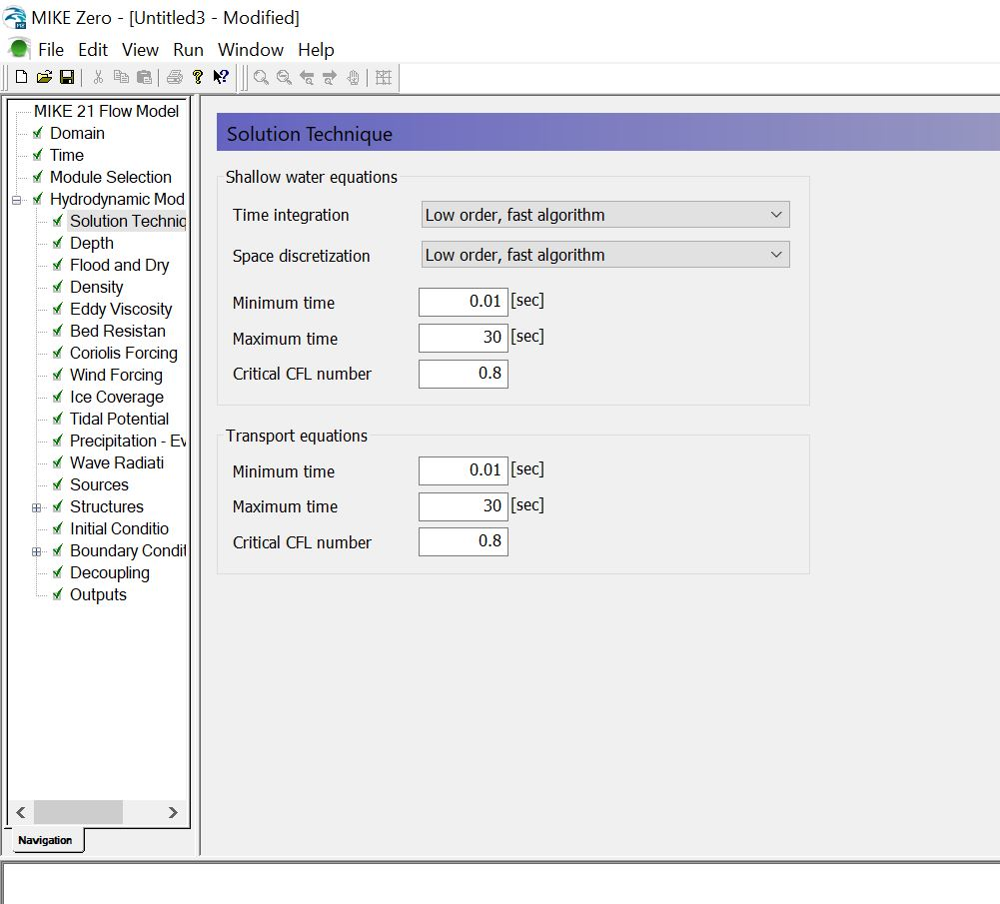 MIKE Zero - [Untitled3 - Modified]
File Edit View Run Window Help
MIKE 21 Flow Model
Domain
Time
Module Selection
Hydrodynamic Mod
Solution Techniq
Depth
Flood and Dry
Density
Eddy Viscosity
Bed Resistan
Coriolis Forcing
Wind Forcing
Ice Coverage
Tidal Potential
Precipitation - Ev
Wave Radiati
Sources
Structures
Initial Conditio
Boundary Condit
Decoupling
Outputs
Navigation
Solution Technique
Shallow water equations
Time integration Low order, fast algorithm
Space discretization Low order, fast algorithm
Minimum time 0.01 [sec]
Maximum time 30 [sec]
Critical CFL number 0.8
Transport equations
Minimum time 0.01 [sec]
Maximum time 30 [sec]
Critical CFL number 0.8